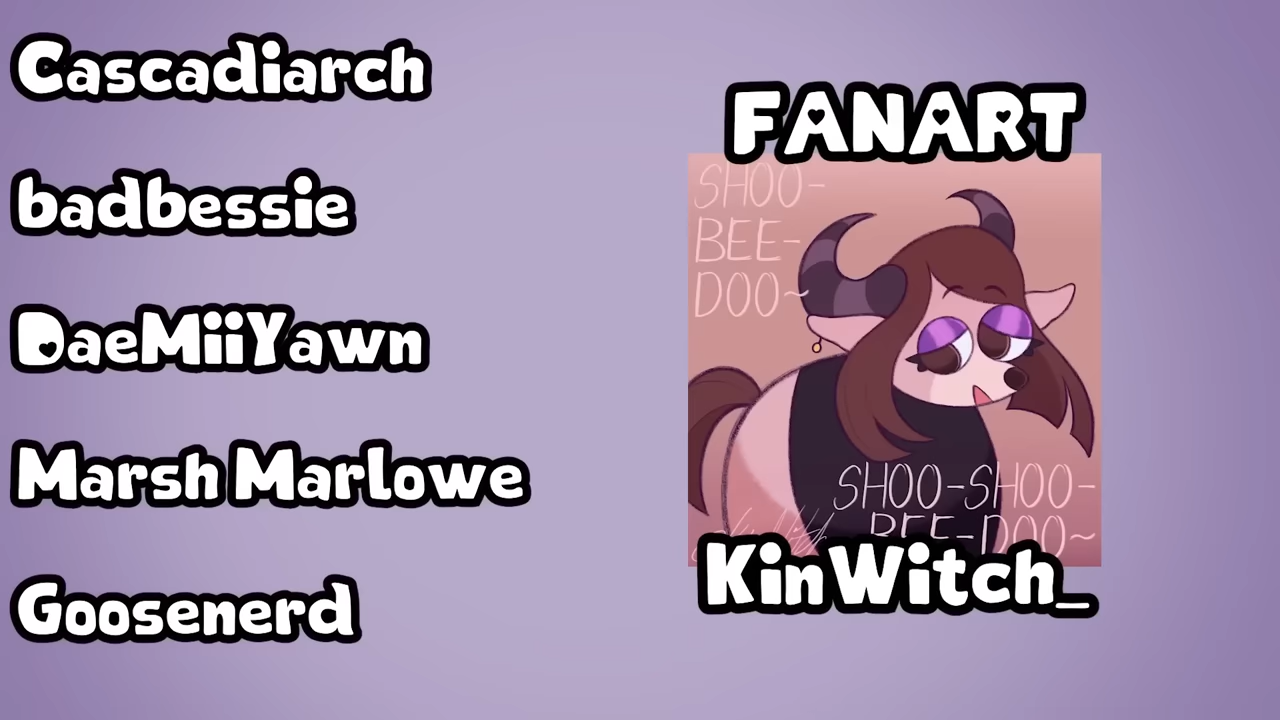 Cascadiarch
badbessie
DaeMiiYawn
Marsh Marlowe
Goosenerd
FANART
SHOO-
BEE-
DOO~
SHOO-SHOO-
BEE-DOO~
KinWitch_